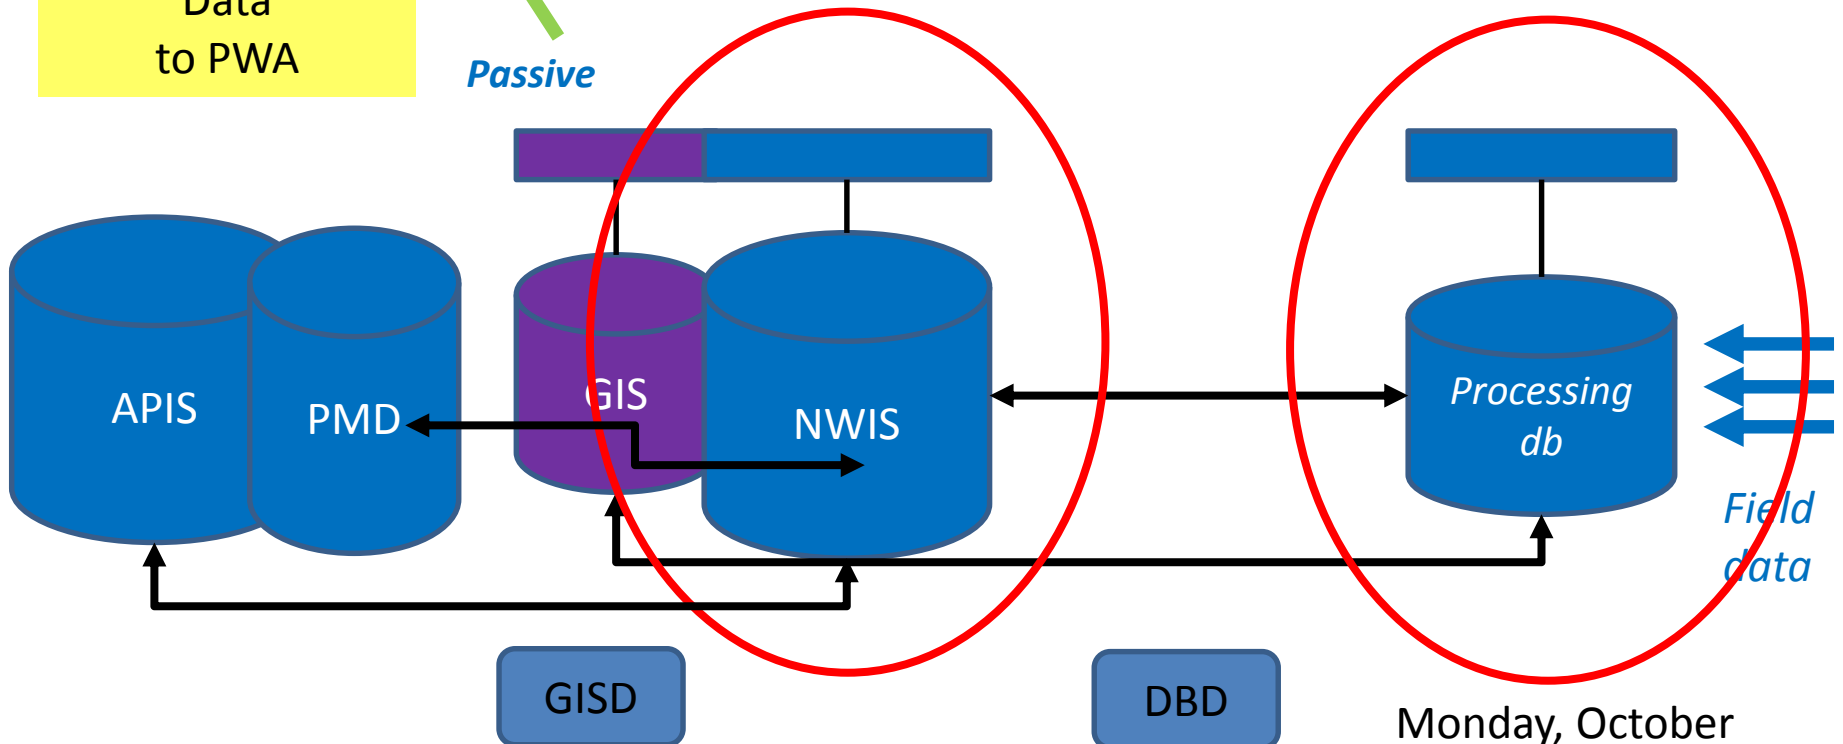 Data
to PWA
Passive
APIS
PMD
GIS
NWIS
Processing
db
Field
data
GISD
DBD
Monday, October